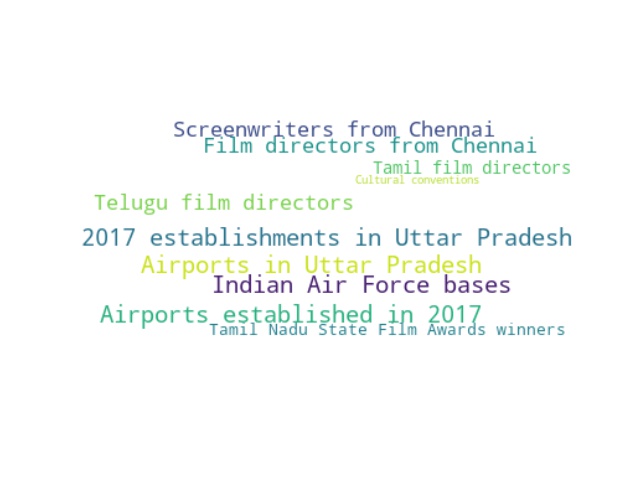 Screenwriters from Chennai
Film directors from Chennai
Tamil film directors
Cultural conventions
Telugu film directors
2017 establishments in Uttar Pradesh
Airports in Uttar Pradesh
Indian Air Force bases
Airports established in 2017
Tamil Nadu State Film Awards winners